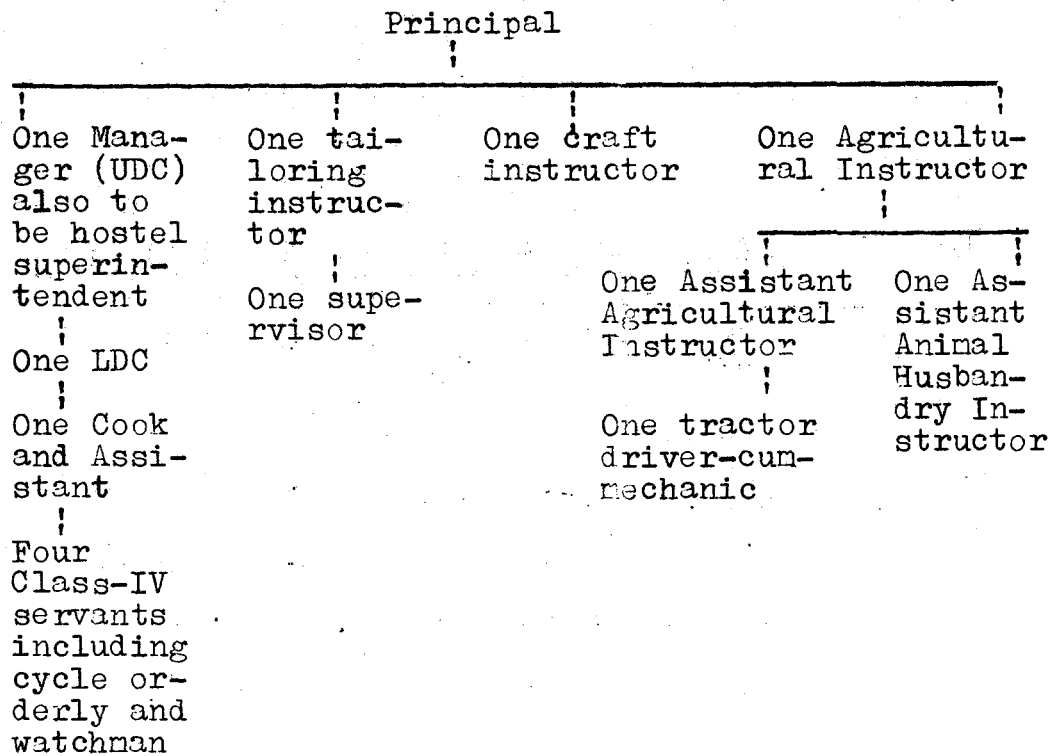 Principal
One Mana-
ger (UDC)
also to
be hostel
superin-
tendent
One LDC
One Cook
and Assi-
stant
Four
Class-IV
servants
including
cycle or-
derly and
watchman
One tai-
loring
instruc-
tor
One supe-
rvisor
One craft
instructor
One Agricultu-
ral Instructor
One Assistant
Agricultural
Instructor
One tractor
driver-cum-
mechanic
One As-
sistant
Animal
Husban-
dry In-
structor